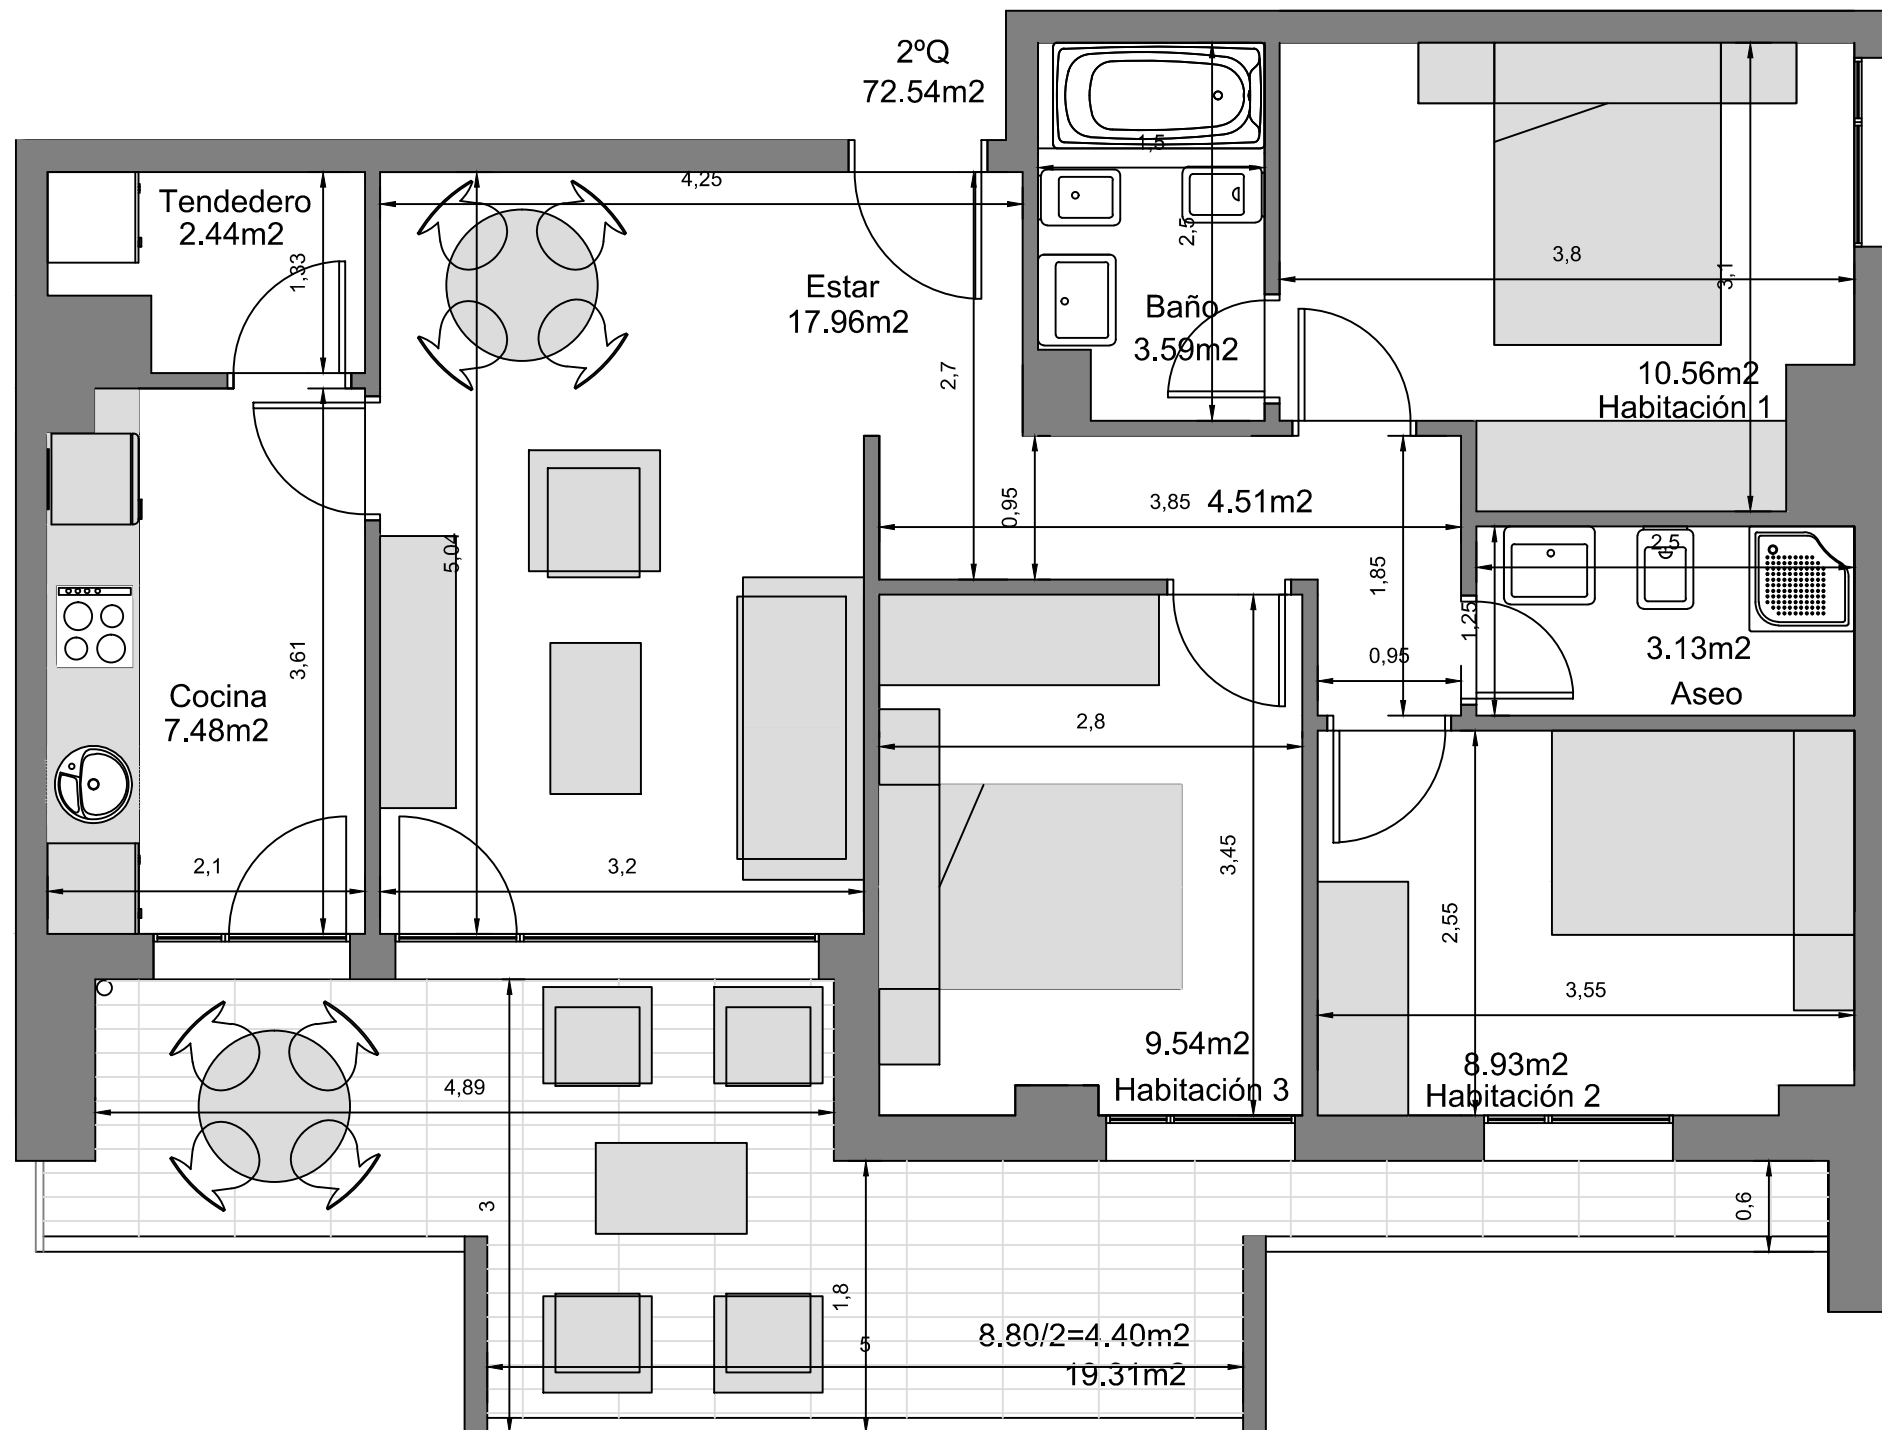 2ºQ
72.54m2
1,5
4,25
Tendedero
2.44m2
2,5
1,33
3,8
3,1
Estar
17.96m2
Baño
3.59m2
2,7
10.56m2
Habitación 1
0,95
3,85
4.51m2
5,04
2,5
1,85
1,25
3.13m2
3,61
0,95
Aseo
Cocina
7.48m2
2,8
2,1
3,2
3,45
2,55
3,55
9.54m2
Habitación 3
8.93m2
Habitación 2
4,89
3
0,6
1,8
5
8.80/2=4.40m2
19.31m2